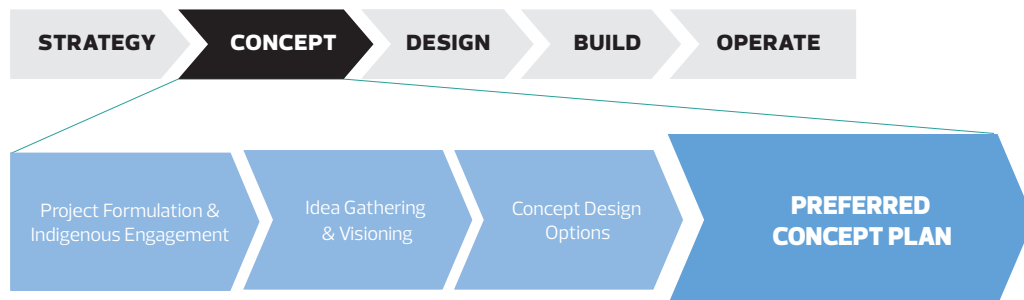 STRATEGY
CONCEPT
DESIGN
BUILD
OPERATE
Project Formulation &
Indigenous Engagement
Idea Gathering
& Visioning
Concept Design
Options
PREFERRED
CONCEPT PLAN